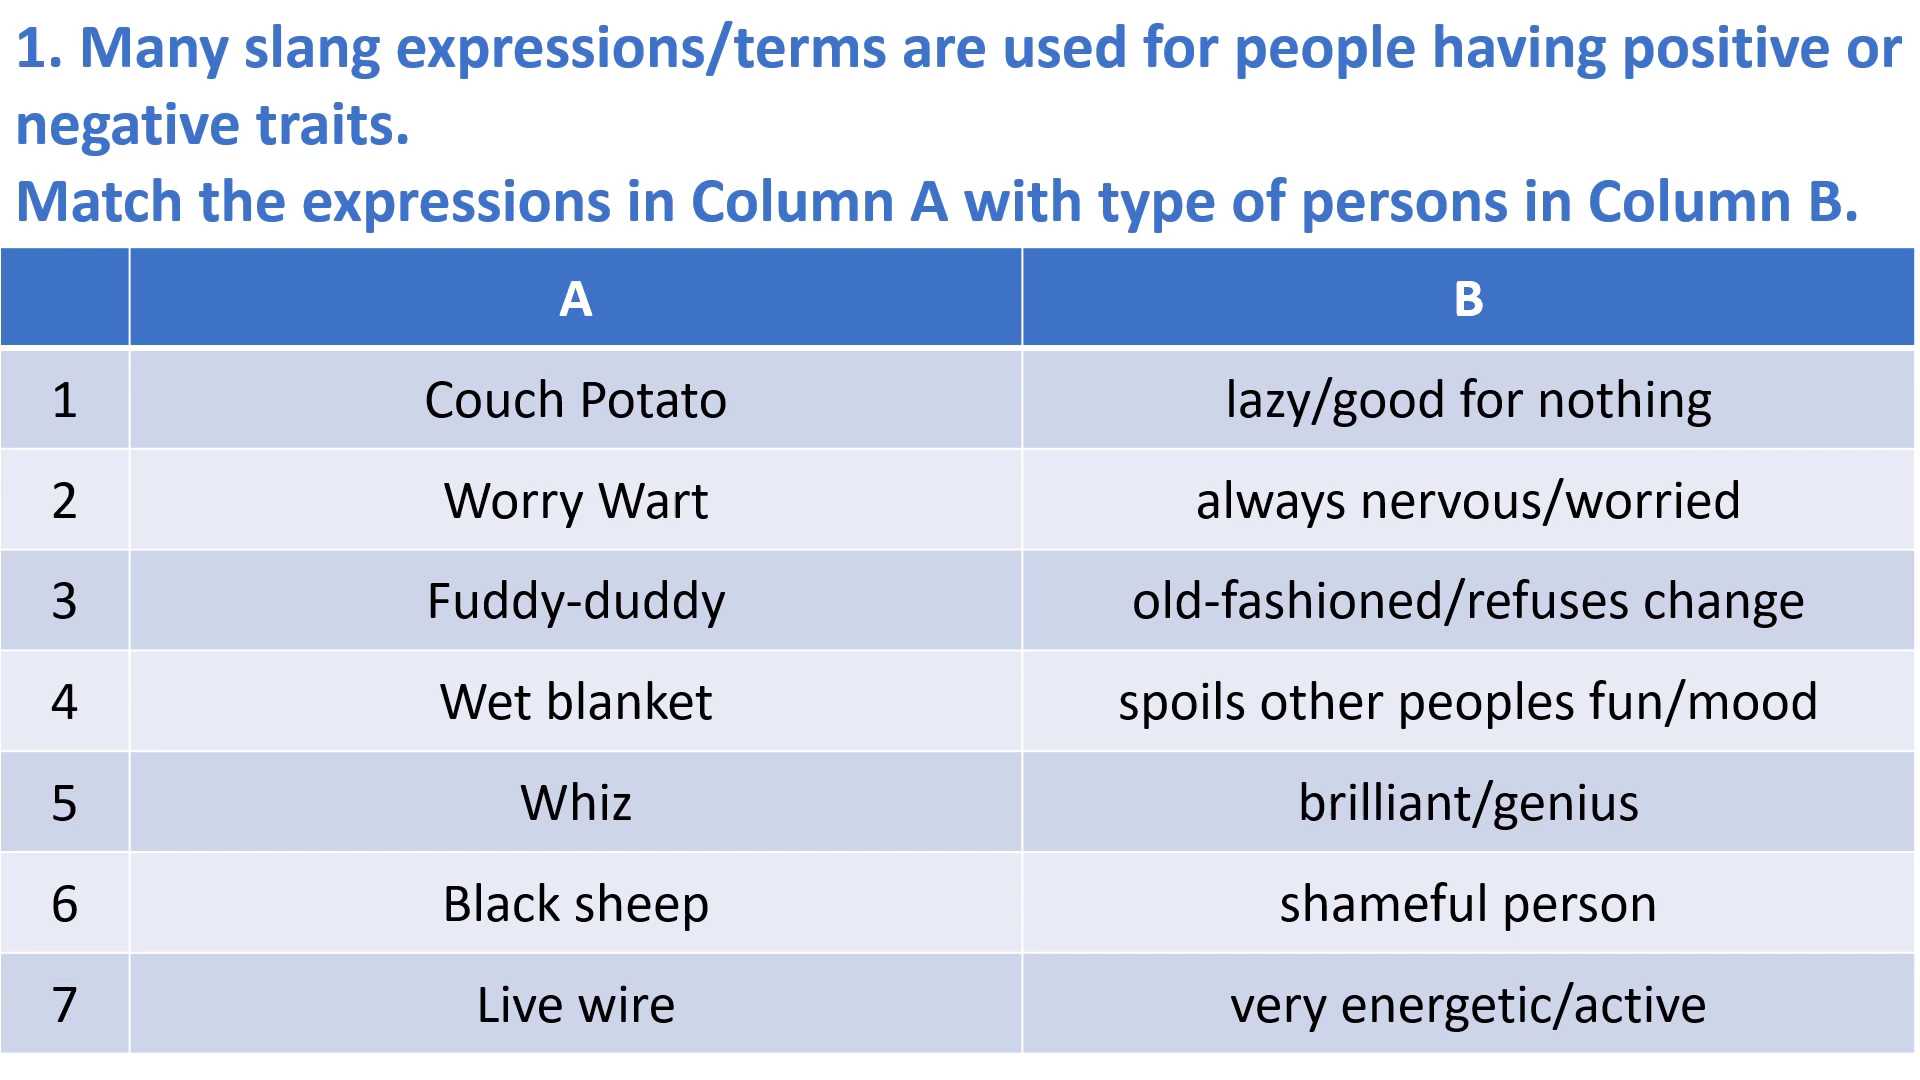 1. Many slang expressions/terms are used for people having positive or
negative traits.
Match the expressions in Column A with type of persons in Column B.
A B
1 Couch Potato lazy/good for nothing
2 Worry Wart always nervous/worried
3 Fuddy-duddy old-fashioned/refuses change
4 Wet blanket spoils other peoples fun/mood
5 Whiz brilliant/genius
6 Black sheep shameful person
7 Live wire very energetic/active